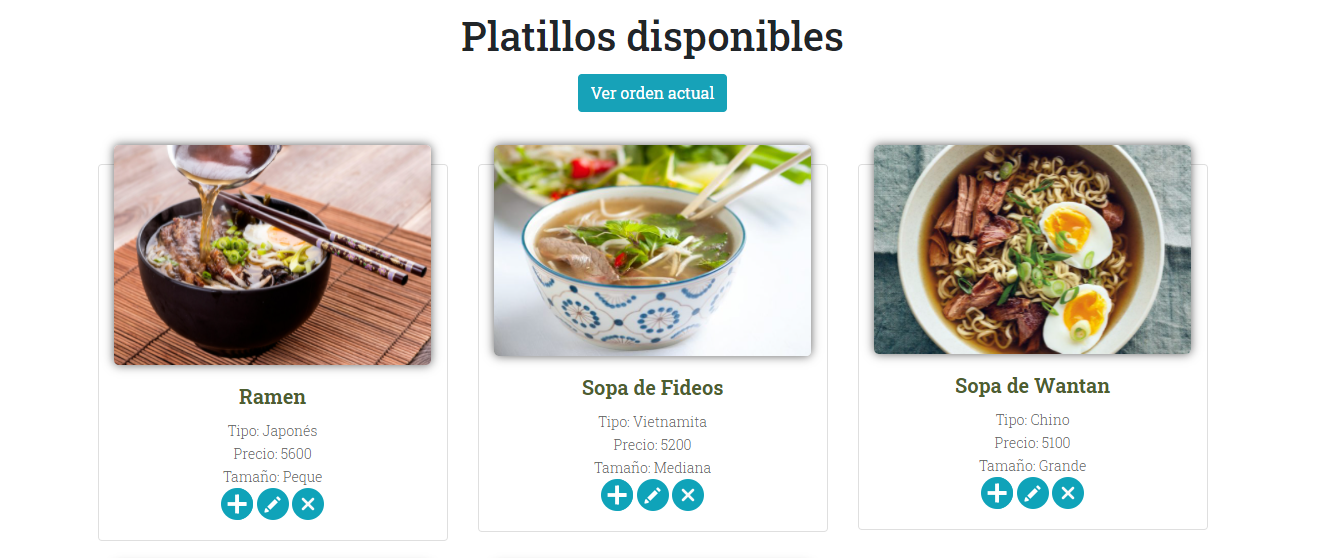 Platillos disponibles
Ver orden actual
Ramen
Tipo: Japonés
Precio: 5600
Tamaño: Peque
Sopa de Fideos
Tipo: Vietnamita
Precio: 5200
Tamaño: Mediana
Sopa de Wantan
Tipo: Chino
Precio: 5100
Tamaño: Grande